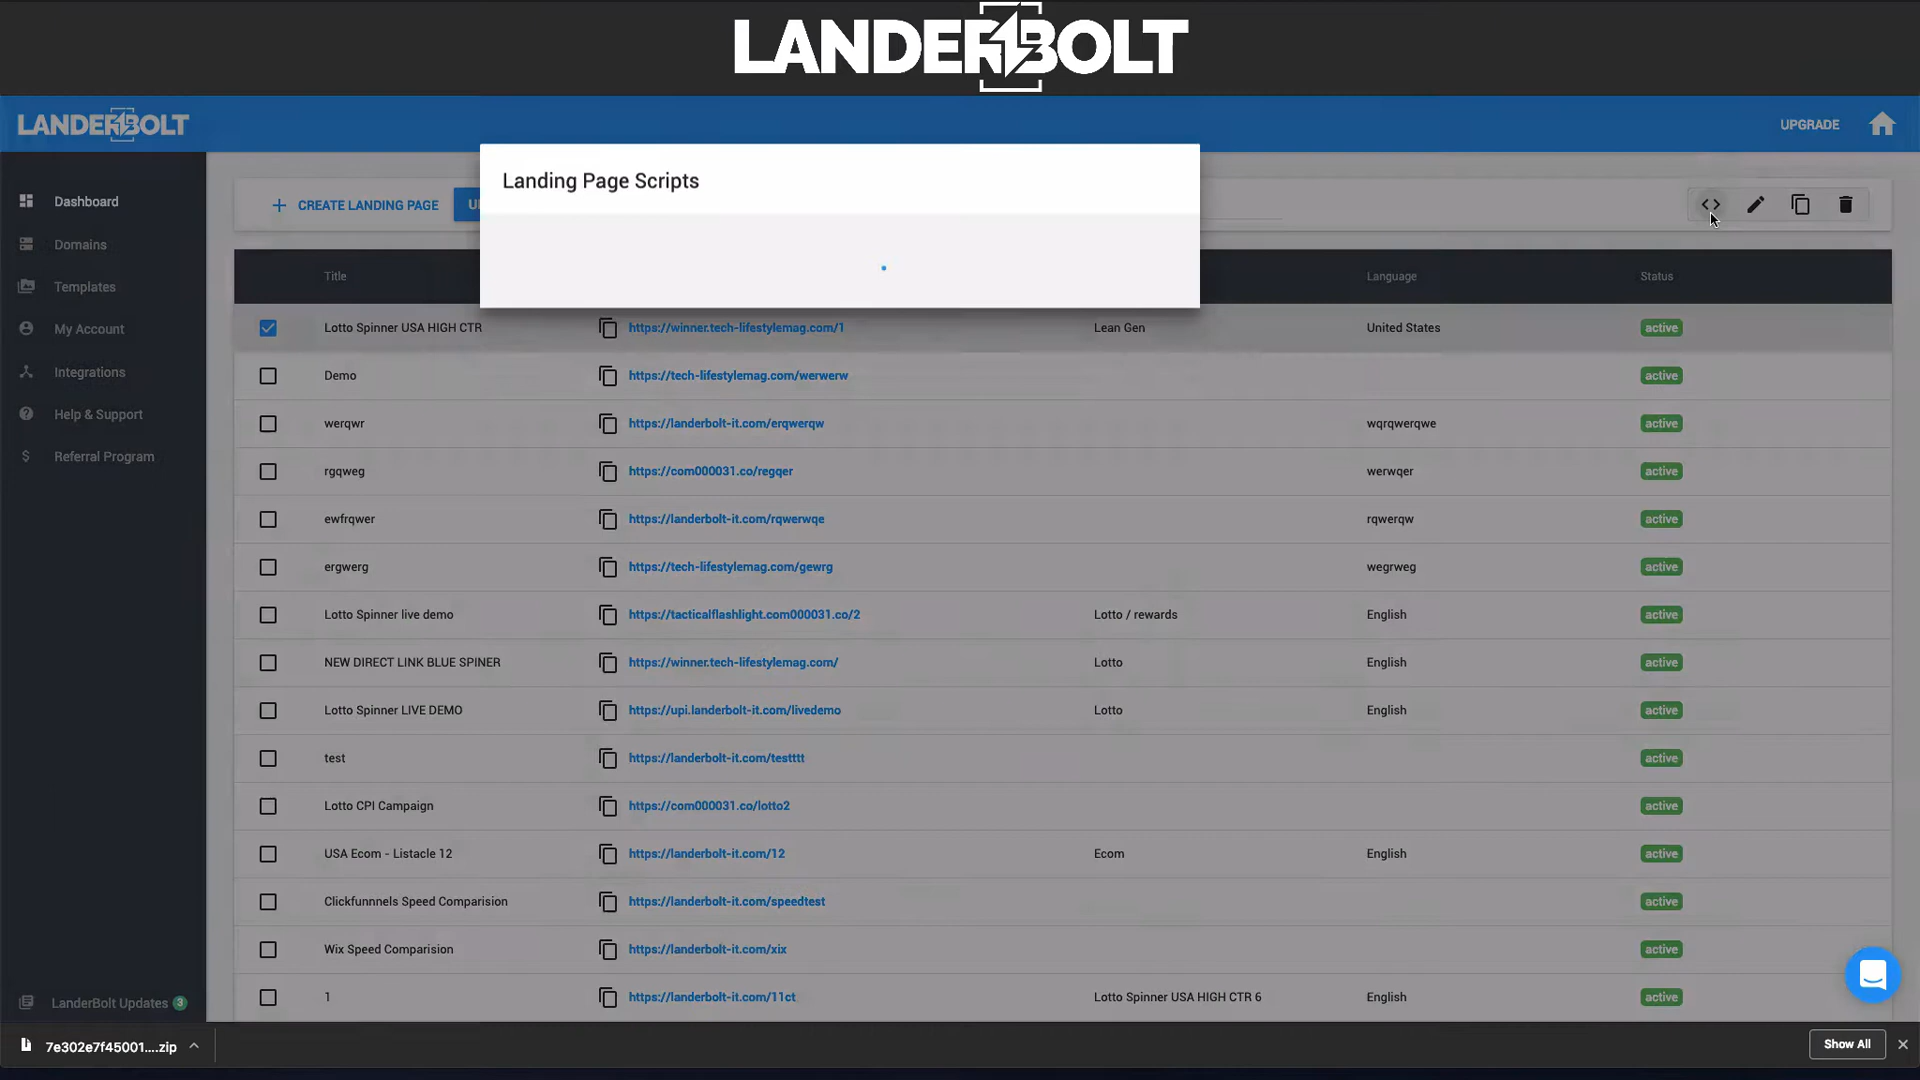 LANDERBOLT
LANDERBOLT
UPGRADE
Landing Page Scripts
Dashboard
Domains
Templates
My Account
Integrations
Help & Support
$ Referral Program
LanderBolt Updates 3
+ CREATE LANDING PAGE
Title Language Status
Lotto Spinner USA HIGH CTR https://winner.tech-lifestylemag.com/1 Lean Gen United States active
Demo https://tech-lifestylemag.com/werwerw active
werqwr https://landerbolt-it.com/erqwerqw wqrqwerqwe active
rgqweg https://com000031.co/regqer werwqer active
ewfrqwer https://landerbolt-it.com/rqwerwqe rqwerqw active
ergwerg https://tech-lifestylemag.com/gewrg wegrweg active
Lotto Spinner live demo https://tacticalflashlight.com000031.co/2 Lotto / rewards English active
NEW DIRECT LINK BLUE SPINER https://winner.tech-lifestylemag.com/ Lotto English active
Lotto Spinner LIVE DEMO https://upi.landerbolt-it.com/livedemo Lotto English active
test https://landerbolt-it.com/testttt active
Lotto CPI Campaign https://com000031.co/lotto2 active
USA Ecom - Listacle 12 https://landerbolt-it.com/12 Ecom English active
Clickfunnnels Speed Comparision https://landerbolt-it.com/speedtest active
Wix Speed Comparision https://landerbolt-it.com/xix active
1 https://landerbolt-it.com/11ct Lotto Spinner USA HIGH CTR 6 English active
7e302e7f45001....zip
Show All